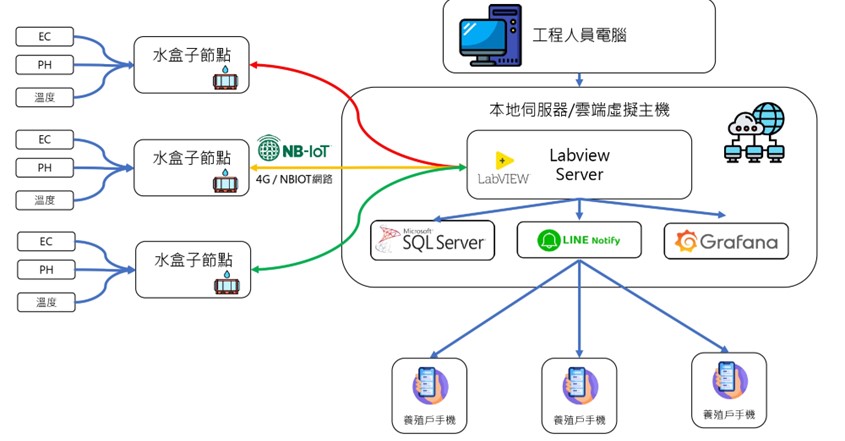 工程人員電腦
EC
PH
溫度
水盒子節點
本地伺服器/雲端虛擬主機
EC
PH
溫度
水盒子節點
NB-IoT
4G / NBIOT網路
LabVIEW
Labview
Server
EC
PH
溫度
水盒子節點
Microsoft
SQL Server
LINE Notify
Grafana
養殖戶手機
養殖戶手機
養殖戶手機